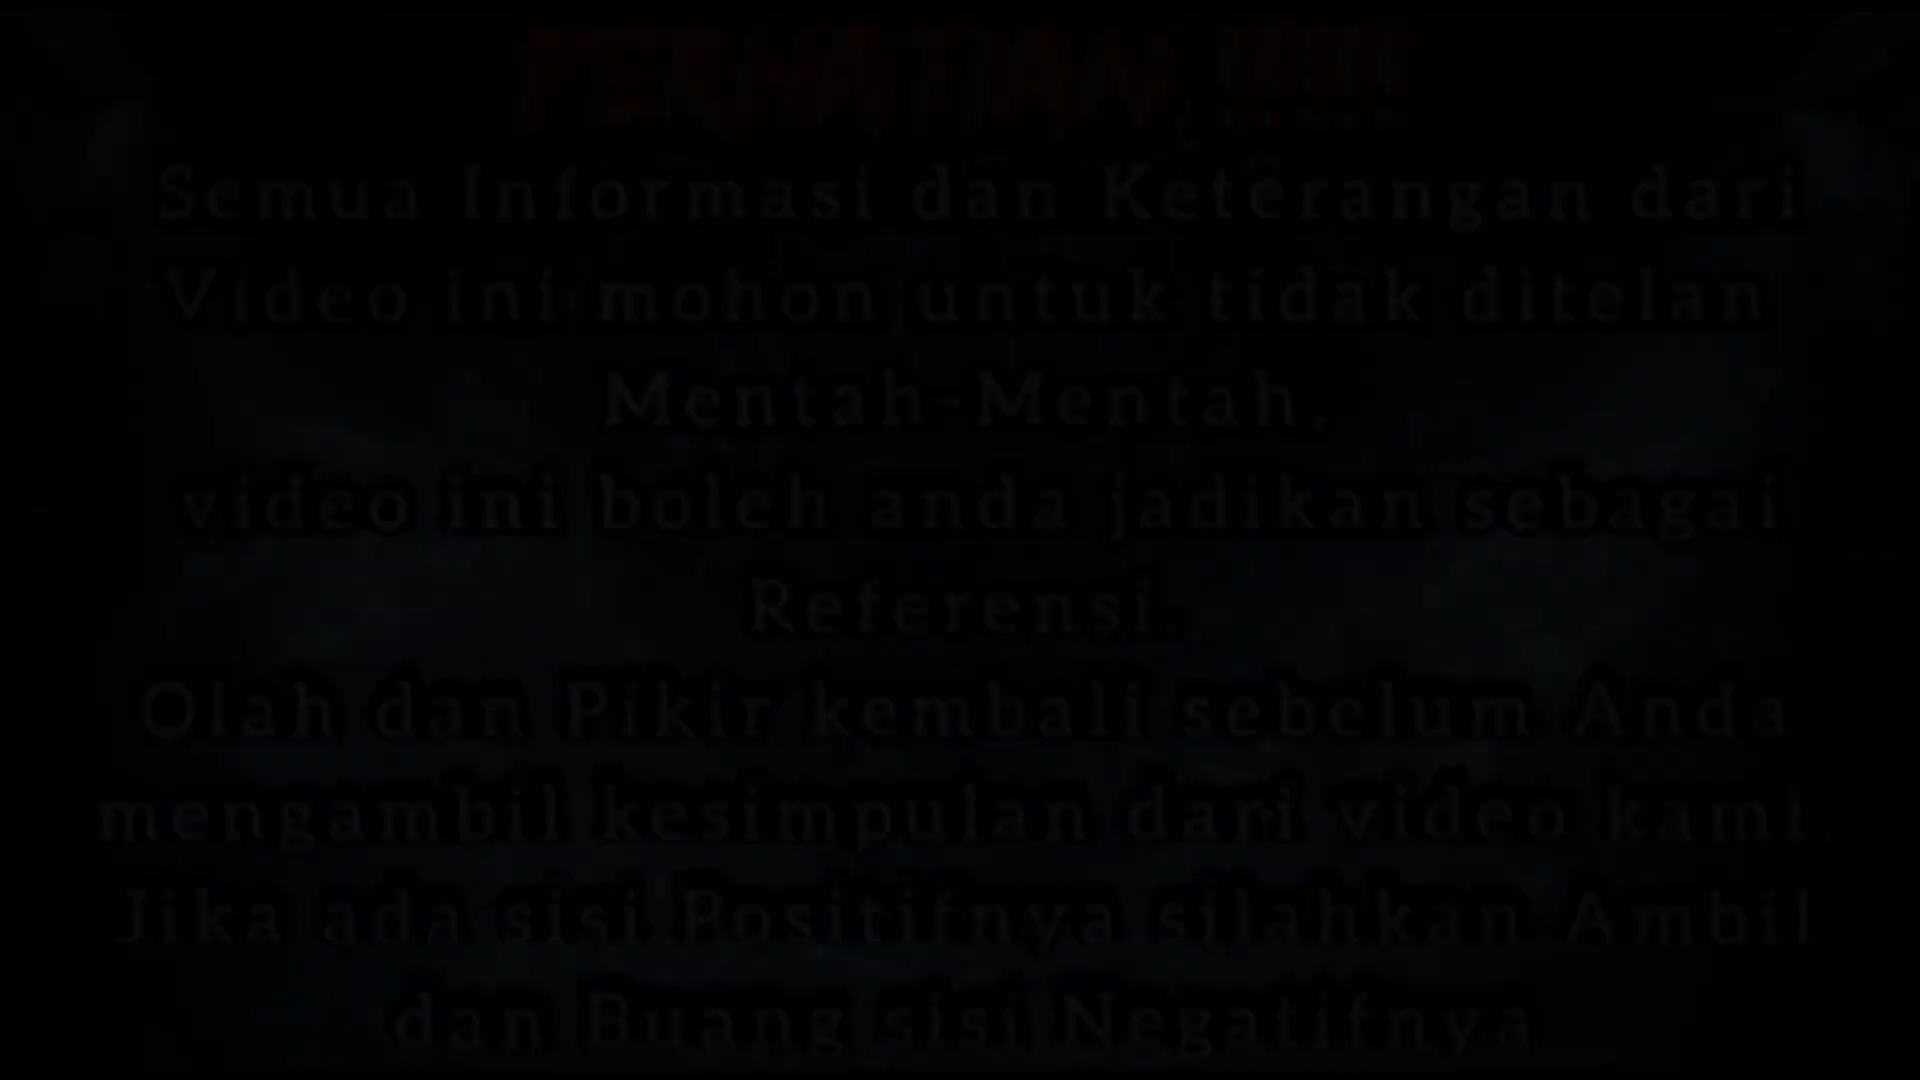 PERHATIAN !!!!
Semua Informasi dan Keterangan dari
Video ini mohon untuk tidak ditelan
Mentah-Mentah,
video ini boleh anda jadikan sebagai
Referensi.
Olah dan Pikir kembali sebelum Anda
mengambil kesimpulan dari video kami
Jika ada sisi Positifnya silahkan Ambil
dan Buang sisi Negatifnya